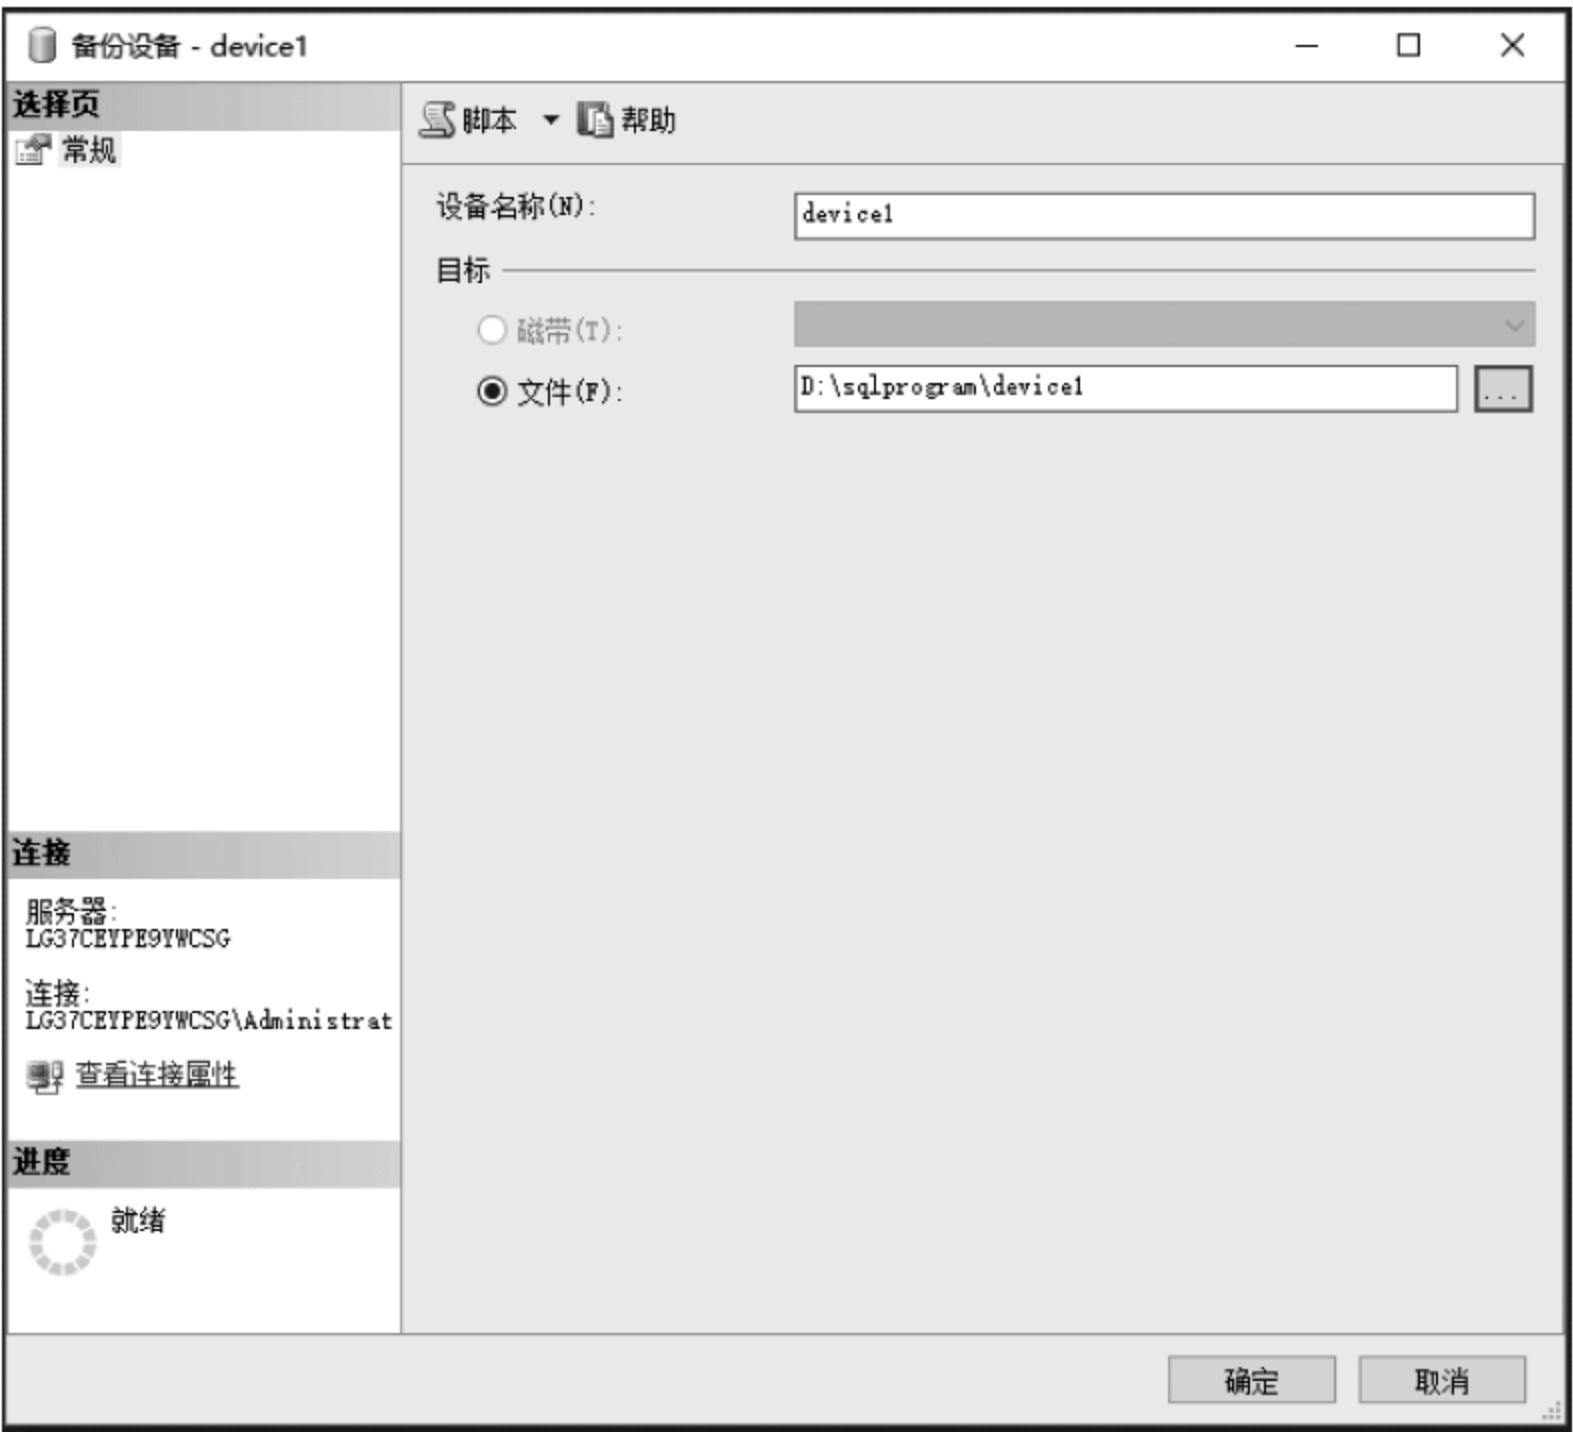 备份设备 - device1
选择页
常规
脚本
帮助
设备名称(N):
device1
目标
磁带(T):
文件(F):
D:\sqlprogram\device1
...
连接
服务器:
LG37CEYPE9YWCSG
连接:
LG37CEYPE9YWCSG\Administrat
查看连接属性
进度
就绪
确定
取消